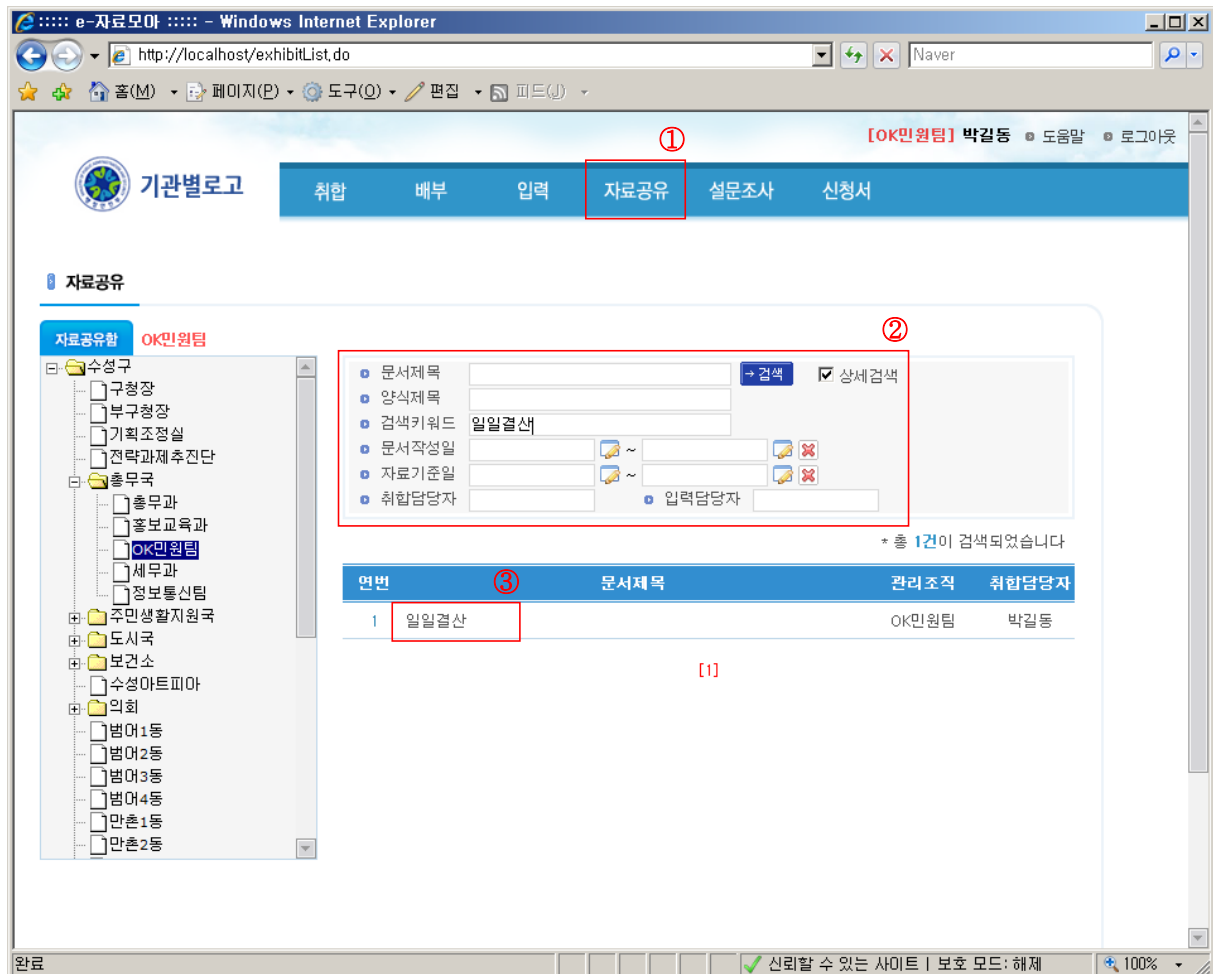 ::::: e-자료모아 ::::: - Windows Internet Explorer
http://localhost/exhibitList.do
Naver
홈(M) 페이지(P) 도구(O) 편집 피드(J)
①
[OK민원팀] 박길동 도움말 로그아웃
기관별로고
취합 배부 입력 자료공유 설문조사 신청서
자료공유
자료공유함 OK민원팀
수성구
구청장
부구청장
기획조정실
전략과제추진단
총무국
총무과
홍보교육과
OK민원팀
세무과
정보통신팀
주민생활지원국
도시국
보건소
수성아트피아
의회
범어1동
범어2동
범어3동
범어4동
만촌1동
만촌2동
②
문서제목 → 검색 상세검색
양식제목
검색키워드 일일결산
문서작성일 ~
자료기준일 ~
취합담당자 입력담당자
* 총 1건이 검색되었습니다
③
연번 문서제목 관리조직 취합담당자
1 일일결산 OK민원팀 박길동
[1]
완료 신뢰할 수 있는 사이트 | 보호 모드: 해제 100%